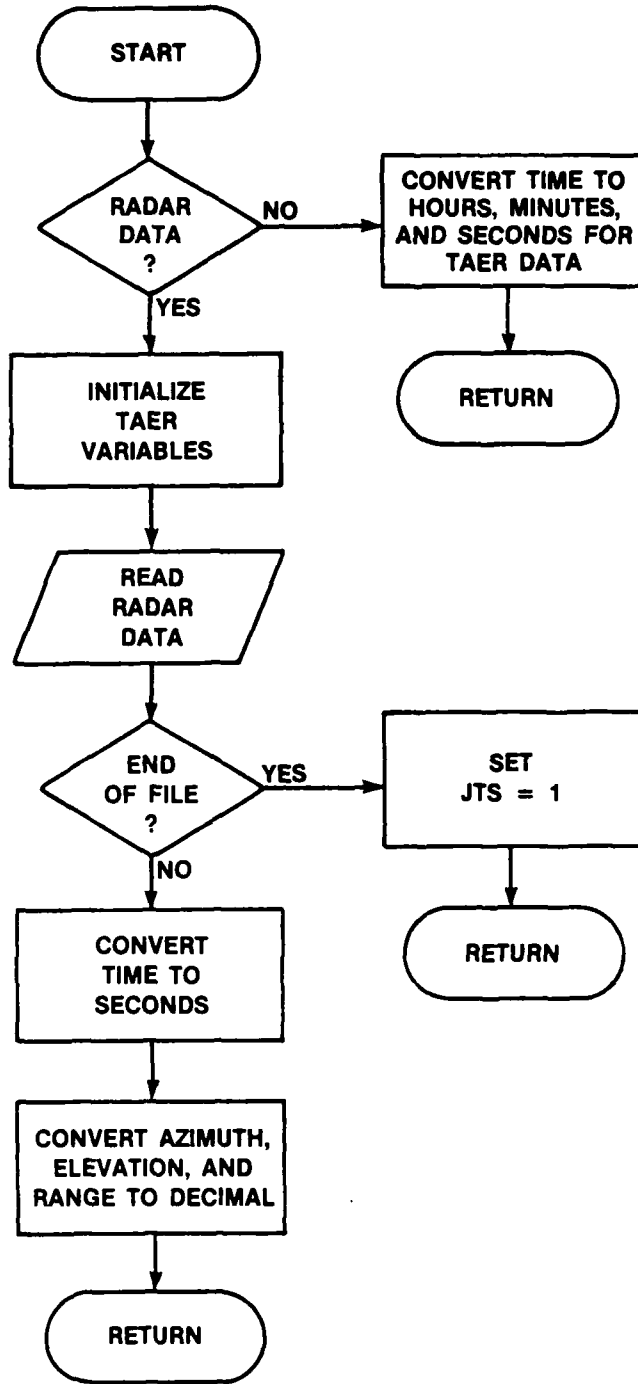 START
RADAR
DATA
?
NO
CONVERT TIME TO
HOURS, MINUTES,
AND SECONDS FOR
TAER DATA
YES
RETURN
INITIALIZE
TAER
VARIABLES
READ
RADAR
DATA
END
OF FILE
?
YES
SET
JTS = 1
NO
RETURN
CONVERT
TIME TO
SECONDS
CONVERT AZIMUTH,
ELEVATION, AND
RANGE TO DECIMAL
RETURN